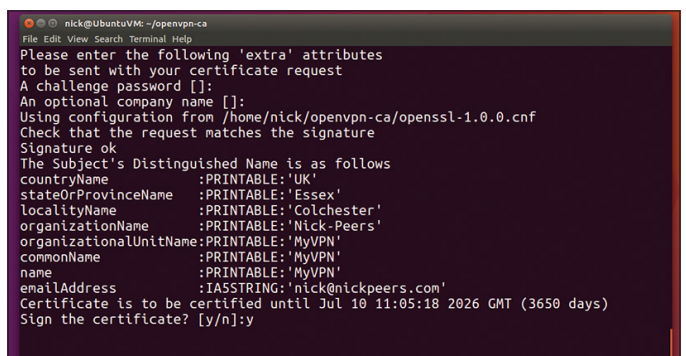 nick@UbuntuVM: ~/openvpn-ca
File Edit View Search Terminal Help
Please enter the following 'extra' attributes
to be sent with your certificate request
A challenge password []:
An optional company name []:
Using configuration from /home/nick/openvpn-ca/openssl-1.0.0.cnf
Check that the request matches the signature
Signature ok
The Subject's Distinguished Name is as follows
countryName           :PRINTABLE:'UK'
stateOrProvinceName   :PRINTABLE:'Essex'
localityName          :PRINTABLE:'Colchester'
organizationName      :PRINTABLE:'Nick-Peers'
organizationalUnitName:PRINTABLE:'MyVPN'
commonName            :PRINTABLE:'MyVPN'
name                  :PRINTABLE:'MyVPN'
emailAddress          :IA5STRING:'nick@nickpeers.com'
Certificate is to be certified until Jul 10 11:05:18 2026 GMT (3650 days)
Sign the certificate? [y/n]:y